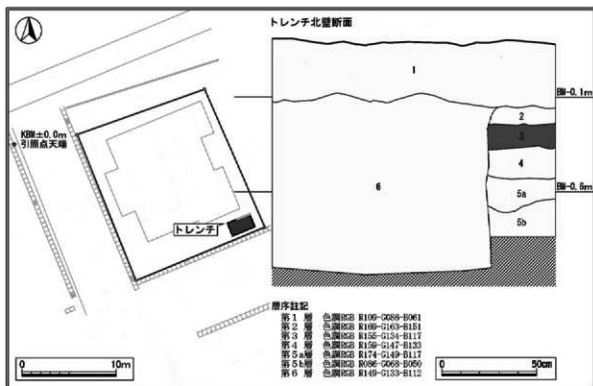 トレンチ北壁断面
1
BM-0.1m
2
3
KBM±0.0m
引照点天端
4
6
BM-0.6m
5a
トレンチ
5b
層序註記
第1 層 色調RGB R109-G088-B061
第2 層 色調RGB R169-G163-B151
第3 層 色調RGB R155-G134-B117
第4 層 色調RGB R159-G147-B133
第5a層 色調RGB R174-G149-B117
第5b層 色調RGB R086-G068-B050
第6 層 色調RGB R149-G133-B112
0 10m
0 50cm